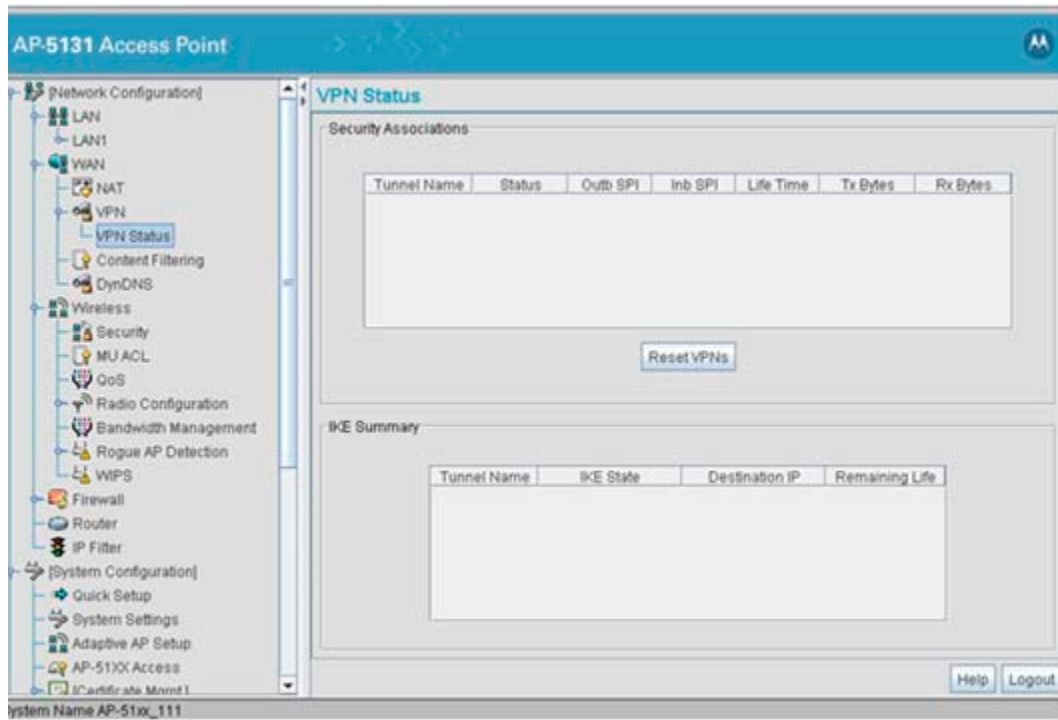 AP-5131 Access Point
[Network Configuration]
LAN
LAN1
WAN
NAT
VPN
VPN Status
Content Filtering
DynDNS
Wireless
Security
MU ACL
QoS
Radio Configuration
Bandwidth Management
Rogue AP Detection
WIPS
Firewall
Router
IP Filter
[System Configuration]
Quick Setup
System Settings
Adaptive AP Setup
AP-51XX Access
[Certificate Mgmt]
VPN Status
Security Associations
Tunnel Name Status Outb SPI Inb SPI Life Time Tx Bytes Rx Bytes
Reset VPNs
IKE Summary
Tunnel Name IKE State Destination IP Remaining Life
Help Logout
ystem Name AP-51xx_111